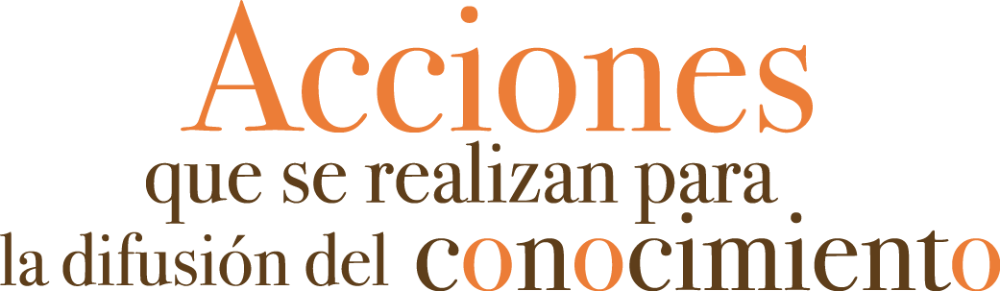 Acciones
que se realizan para
la difusión del conocimiento